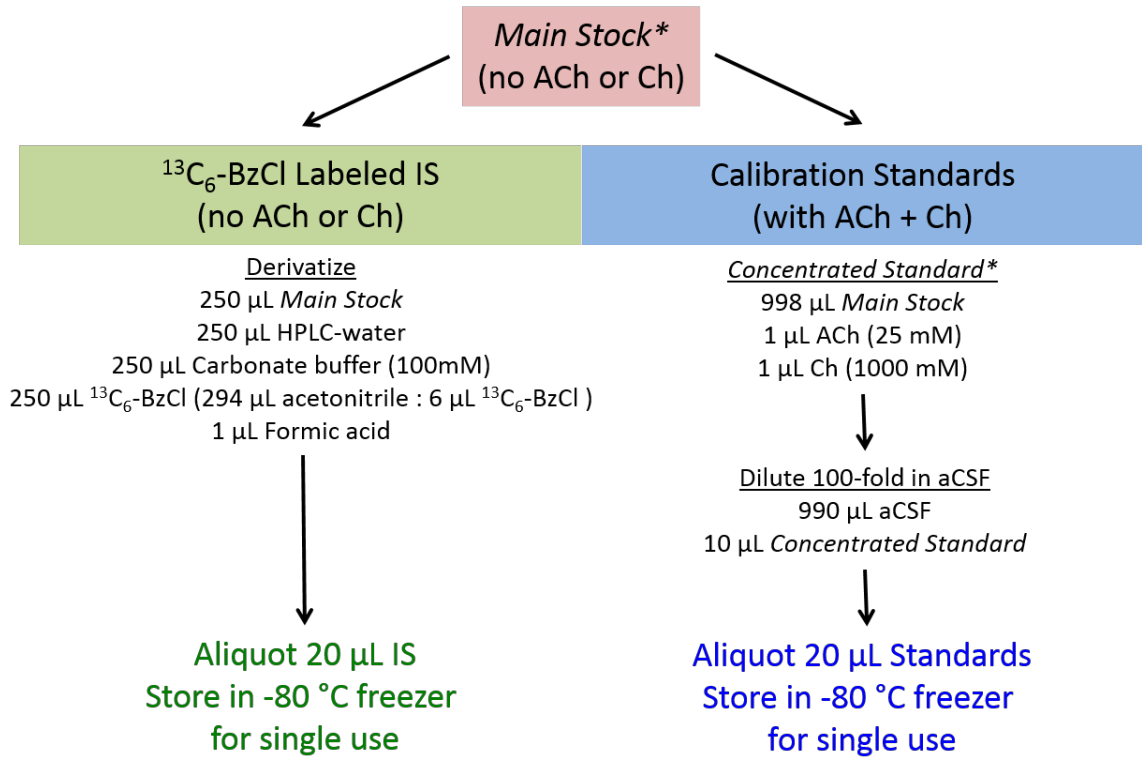 Main Stock*
(no ACh or Ch)
¹³C₆-BzCl Labeled IS
(no ACh or Ch)
Derivatize
250 µL Main Stock
250 µL HPLC-water
250 µL Carbonate buffer (100mM)
250 µL ¹³C₆-BzCl (294 µL acetonitrile : 6 µL ¹³C₆-BzCl )
1 µL Formic acid
Aliquot 20 µL IS
Store in -80 °C freezer
for single use
Calibration Standards
(with ACh + Ch)
Concentrated Standard*
998 µL Main Stock
1 µL ACh (25 mM)
1 µL Ch (1000 mM)
Dilute 100-fold in aCSF
990 µL aCSF
10 µL Concentrated Standard
Aliquot 20 µL Standards
Store in -80 °C freezer
for single use